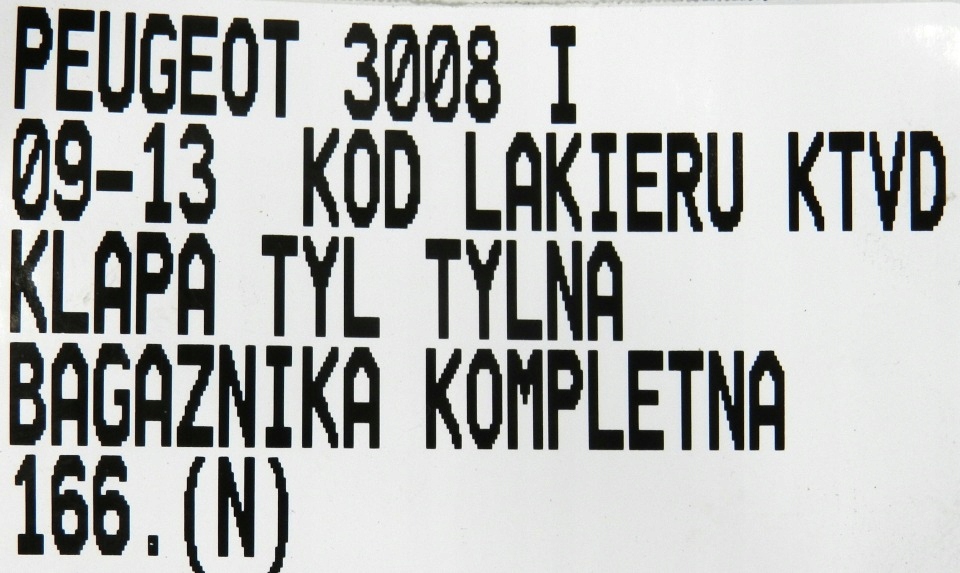 PEUGEOT 3008 I
09-13 KOD LAKIERU KTVD
KLAPA TYL TYLNA
BAGAZNIKA KOMPLETNA
166.(N)